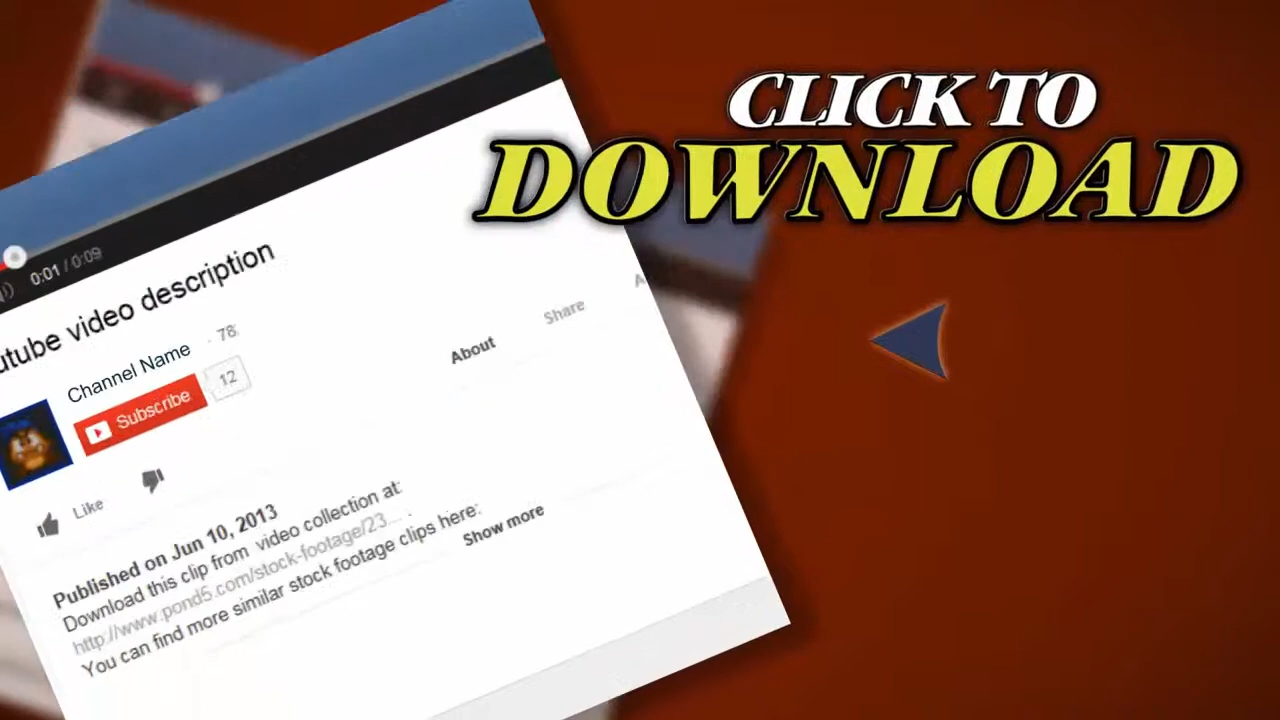 CLICK TO
DOWNLOAD
0:01 / 0:09
utube video description
Channel Name
78
Subscribe
12
About
Share
A
Like
Published on Jun 10, 2013
Download this clip from video collection at:
http://www.pond5.com/stock-footage/23...
You can find more similar stock footage clips here:
Show more